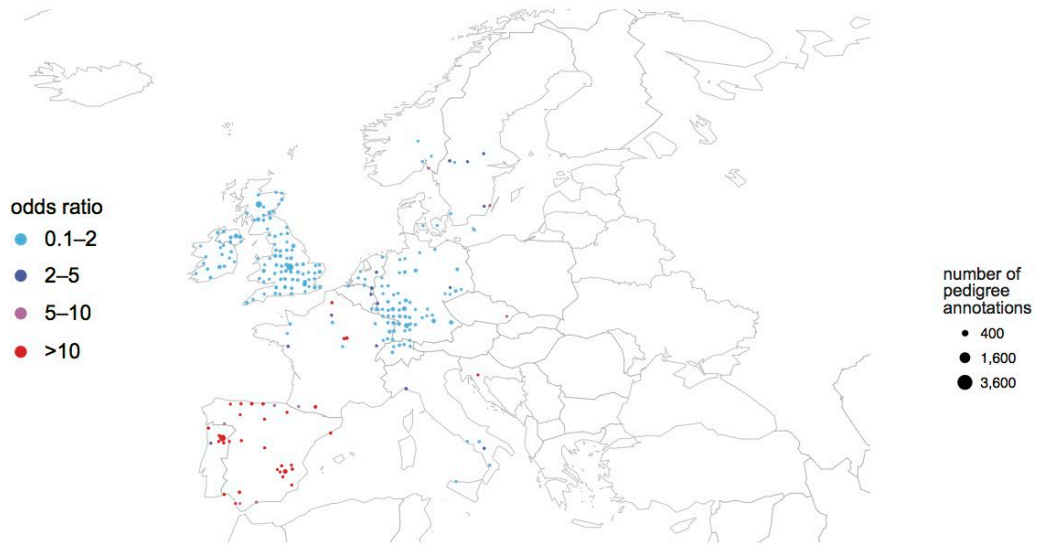 odds ratio
0.1–2
2–5
5–10
>10
number of
pedigree
annotations
400
1,600
3,600